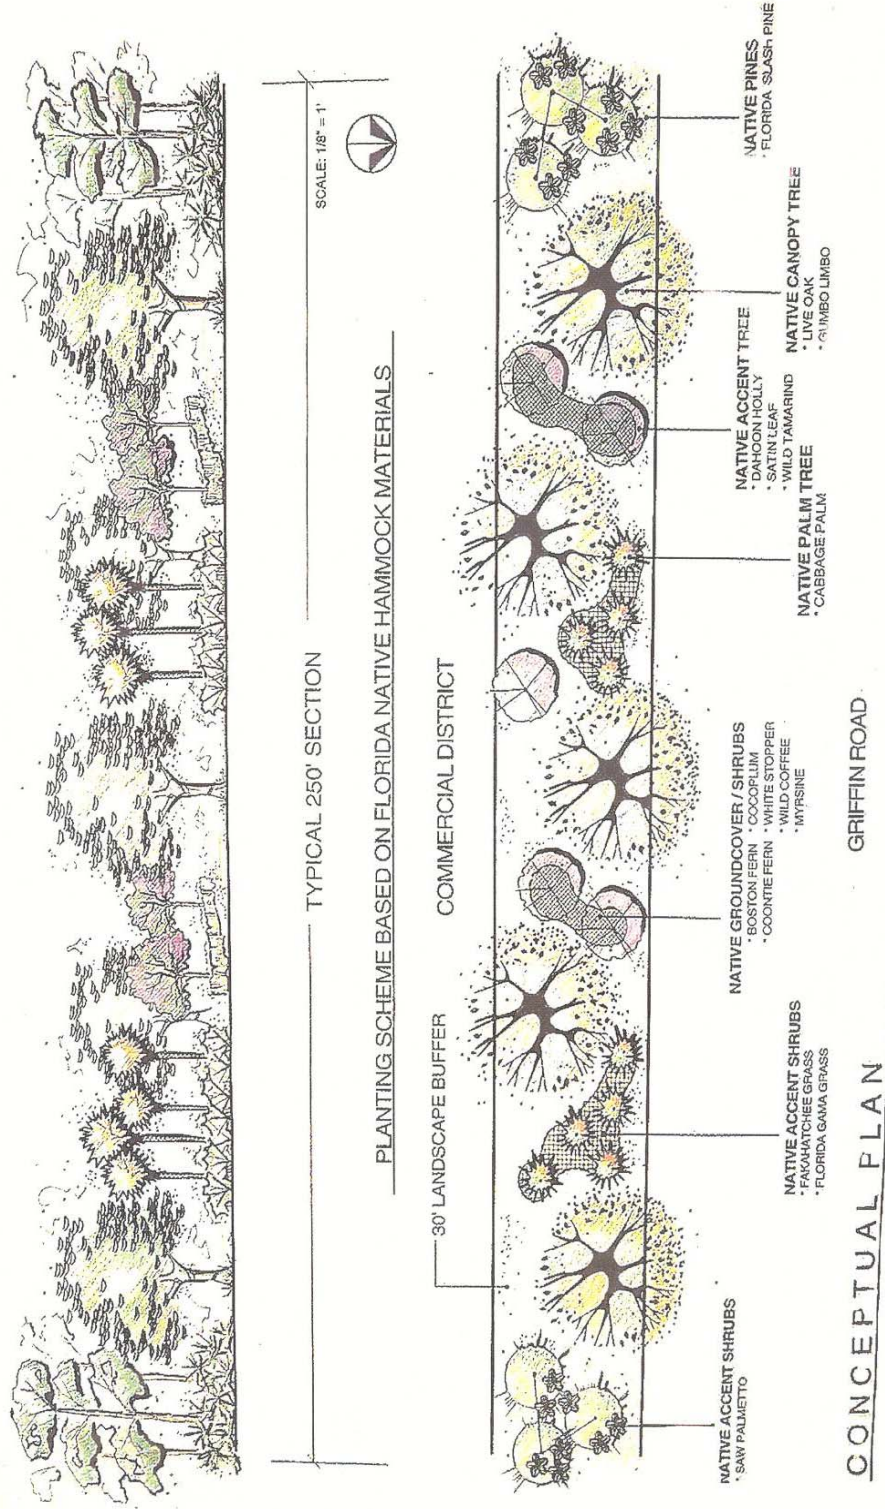 SCALE: 1/8" = 1'
TYPICAL 250' SECTION
PLANTING SCHEME BASED ON FLORIDA NATIVE HAMMOCK MATERIALS
30' LANDSCAPE BUFFER
COMMERCIAL DISTRICT
NATIVE ACCENT SHRUBS
* SAW PALMETTO
NATIVE ACCENT SHRUBS
* FAKAHATCHEE GRASS
* FLORIDA GAMA GRASS
NATIVE GROUNDCOVER / SHRUBS
* BOSTON FERN * COCOPLUM
* COONTIE FERN * WHITE STOPPER
* WILD COFFEE
* MYRSINE
NATIVE PALM TREE
* CABBAGE PALM
NATIVE ACCENT TREE
* DAHOON HOLLY
* SATIN LEAF
* WILD TAMARIND
NATIVE CANOPY TREE
* LIVE OAK
* GUMBO LIMBO
NATIVE PINES
* FLORIDA SLASH PINE
GRIFFIN ROAD
CONCEPTUAL PLAN